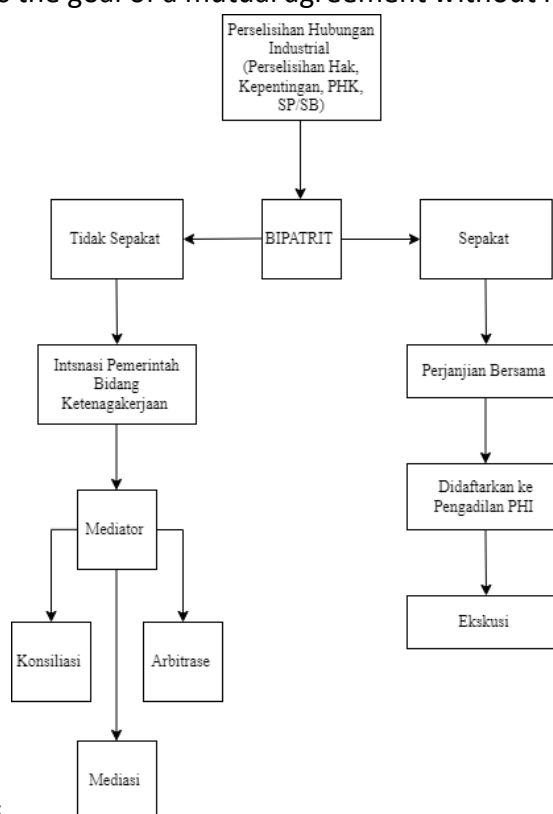 the goal of a mutual agreement without
Perselisihan Hubungan
Industrial
(Perselisihan Hak,
Kepentingan, PHK,
SP/SB)
Tidak Sepakat
BIPATRIT
Sepakat
Intsnasi Pemerintah
Bidang
Ketenagakerjaan
Perjanjian Bersama
Mediator
Didaftarkan ke
Pengadilan PHI
Konsiliasi
Arbitrase
Ekskusi
Mediasi